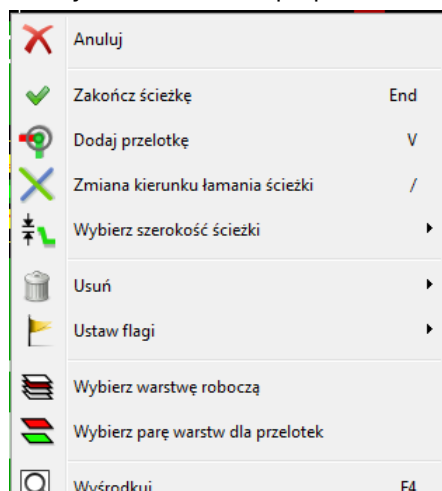 Anuluj
Zakończ ścieżkę End
Dodaj przelotkę V
Zmiana kierunku łamania ścieżki /
Wybierz szerokość ścieżki
Usuń
Ustaw flagi
Wybierz warstwę roboczą
Wybierz parę warstw dla przelotek
Wyśrodkuj F4